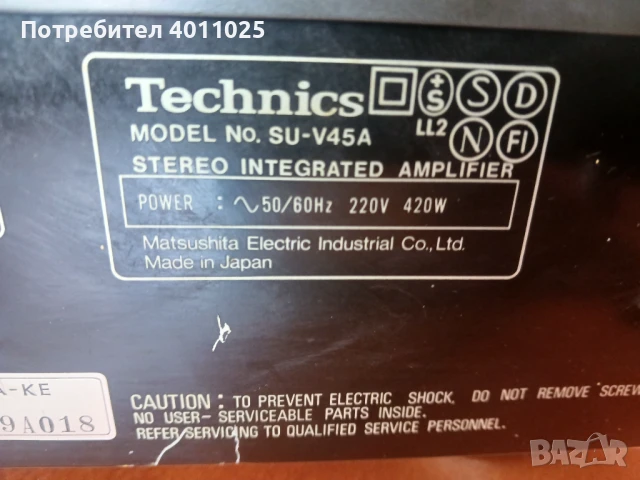 Потребител 4011025
Technics
MODEL No. SU-V45A
LL2
S D
N FI
STEREO INTEGRATED AMPLIFIER
POWER : ∿50/60Hz 220V 420W
Matsushita Electric Industrial Co., Ltd.
Made in Japan
A-KE
9A018
CAUTION : TO PREVENT ELECTRIC SHOCK, DO NOT REMOVE SCREW
NO USER-SERVICEABLE PARTS INSIDE.
REFER SERVICING TO QUALIFIED SERVICE PERSONNEL.
BAZAR